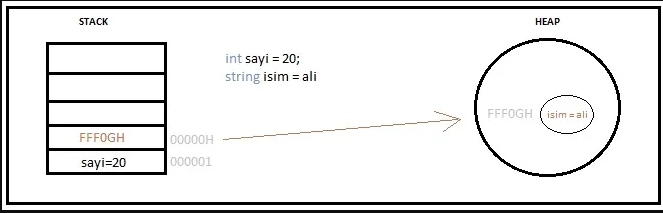 STACK
HEAP
int sayi = 20;
string isim = ali
FFF0GH
00000H
sayi=20
000001
FFF0GH
isim = ali